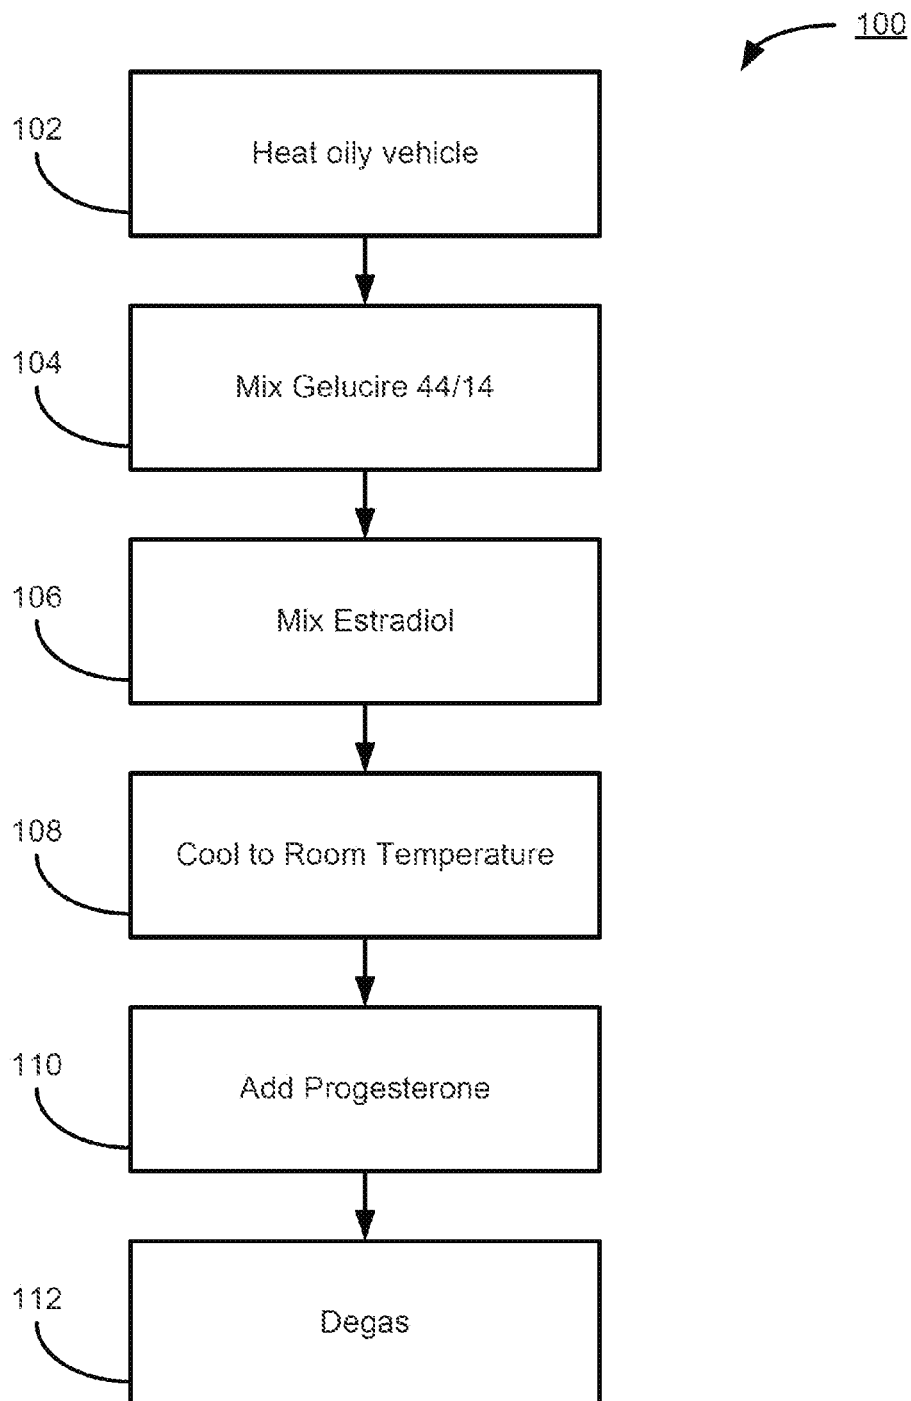 100
102
Heat oily vehicle
104
Mix Gelucire 44/14
106
Mix Estradiol
108
Cool to Room Temperature
110
Add Progesterone
112
Degas